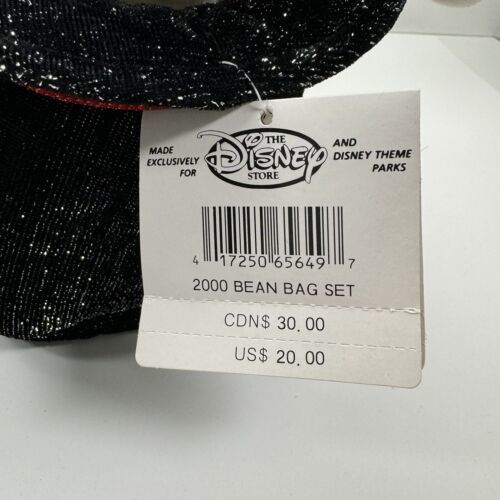 MADE EXCLUSIVELY FOR
THE
DISNEY
STORE
AND DISNEY THEME PARKS
4 17250 65649 7
2000 BEAN BAG SET
CDN$ 30.00
US$ 20.00